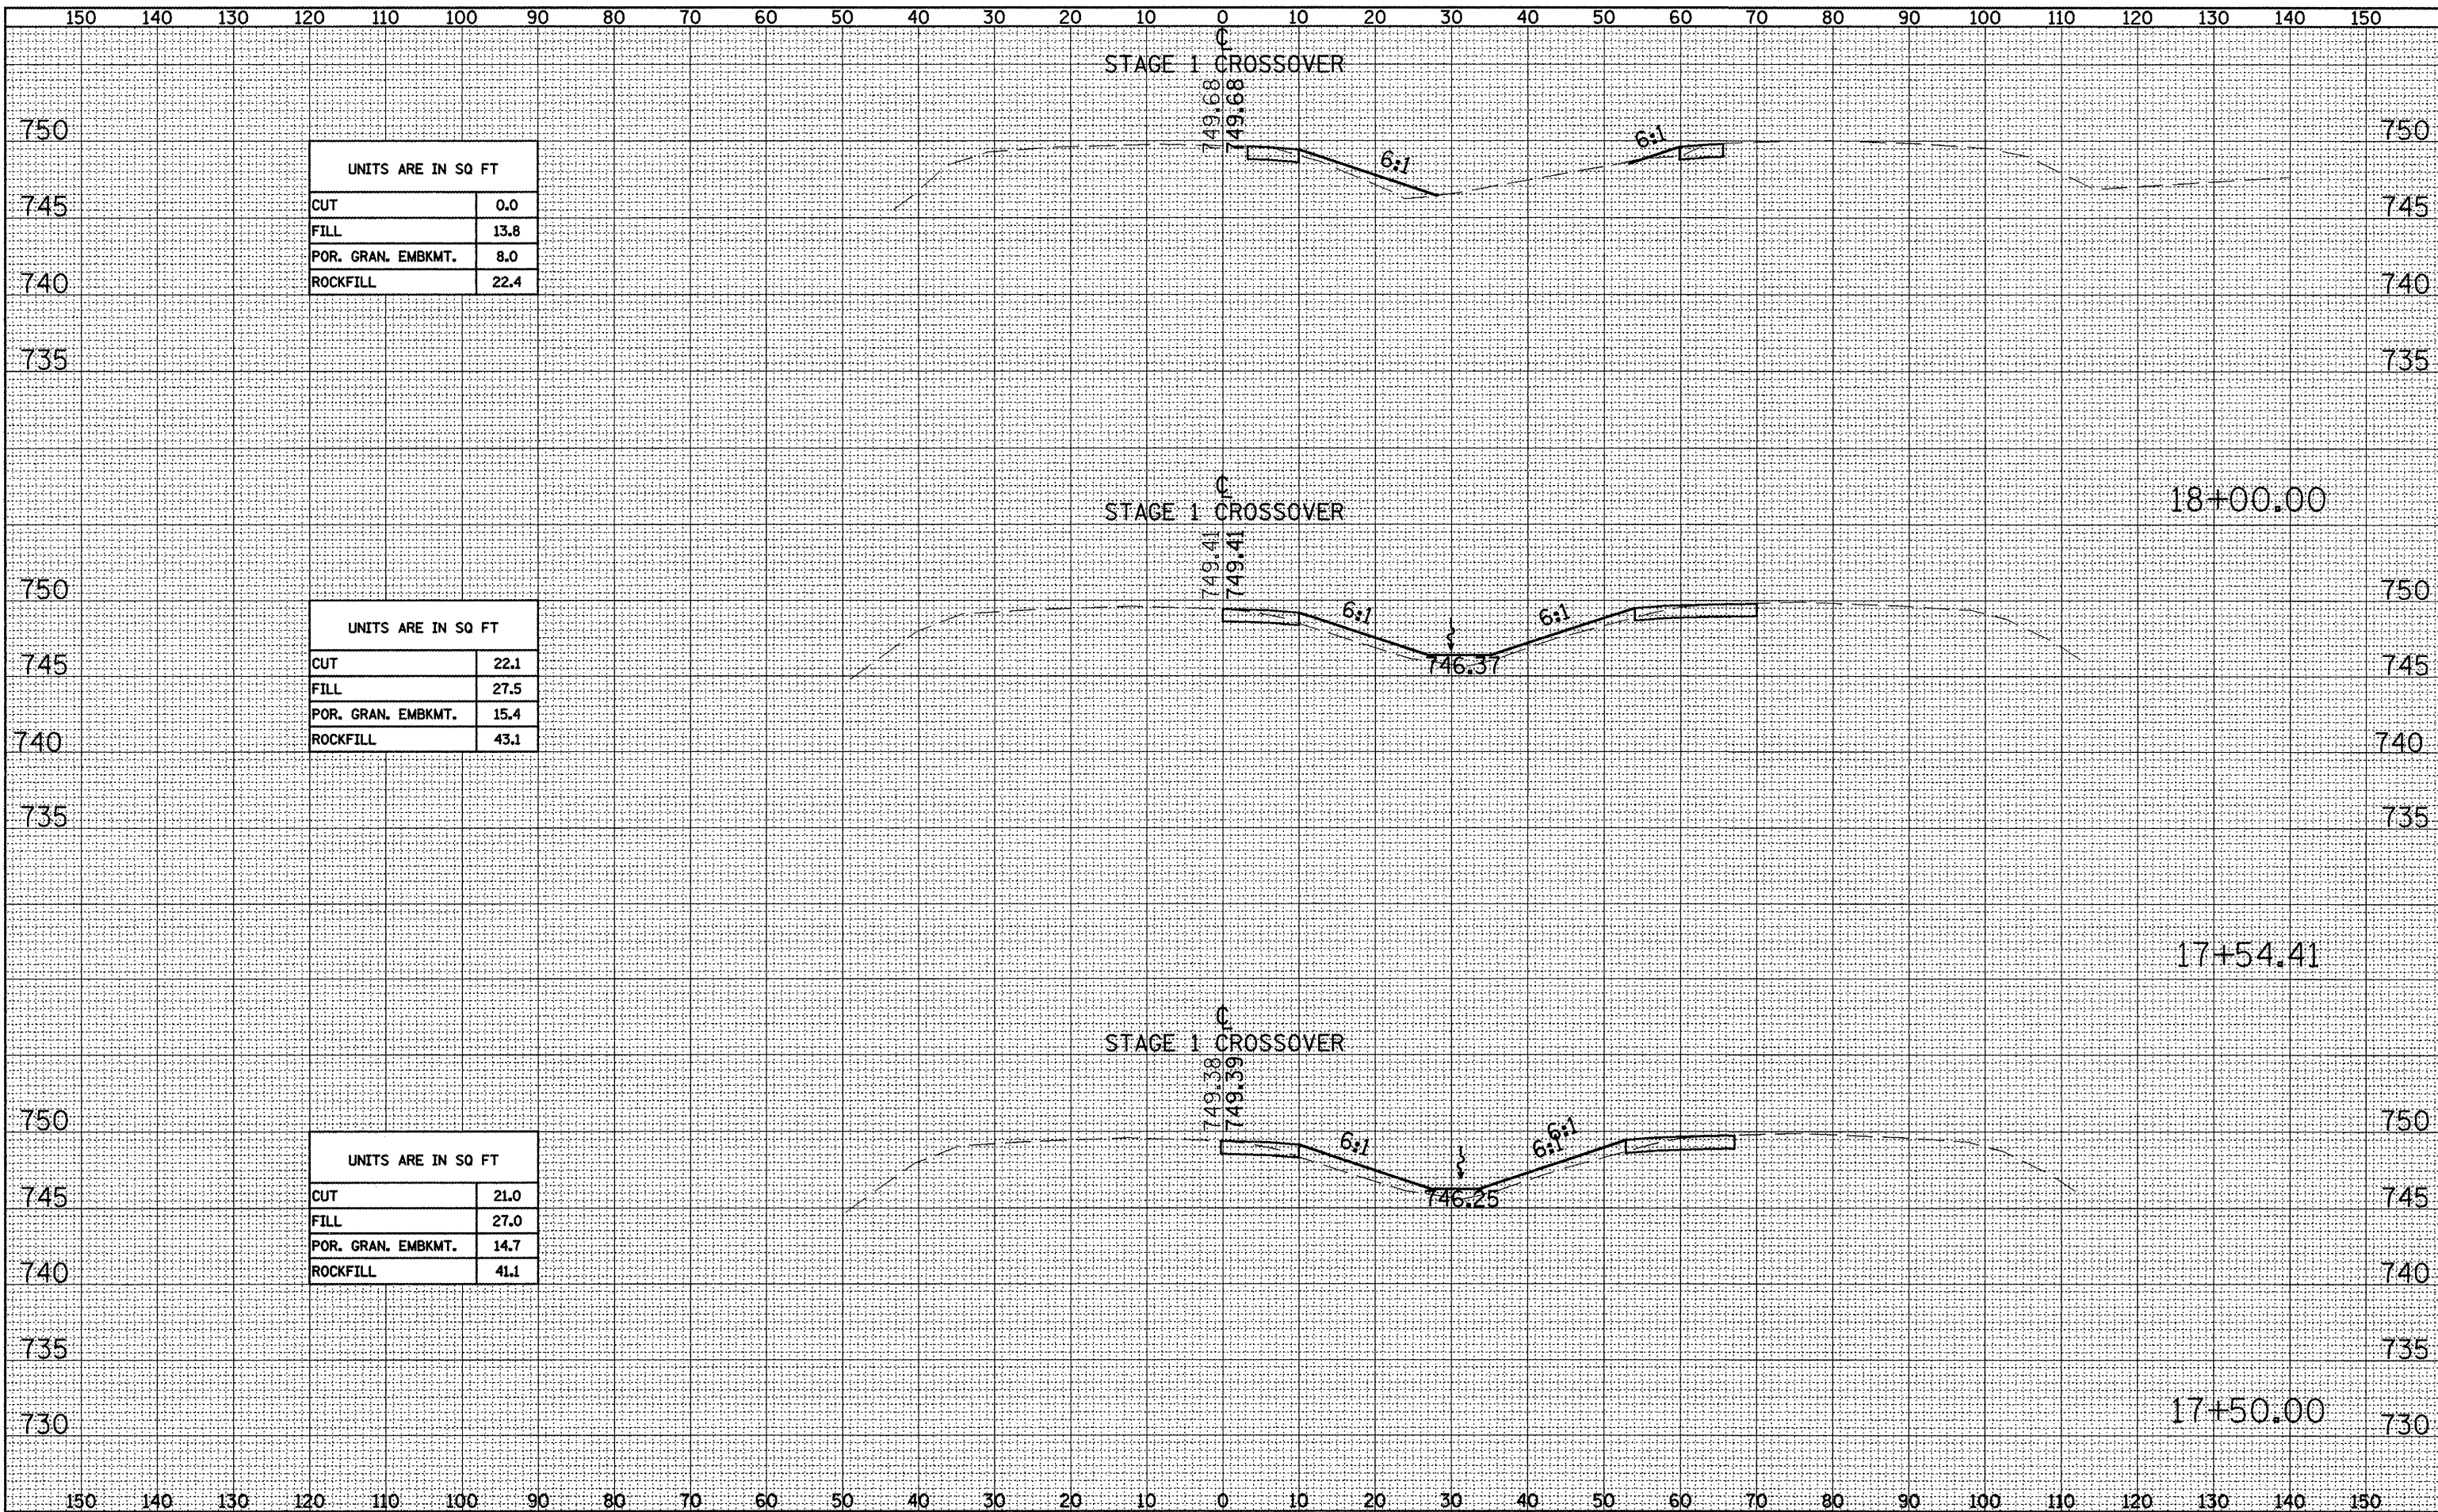 150 140 130 120 110 100 90 80 70 60 50 40 30 20 10 0 10 20 30 40 50 60 70 80 90 100 110 120 130 140 150
℄
STAGE 1 CROSSOVER
749.68
749.68
750 750
6:1 6:1
UNITS ARE IN SQ FT
CUT 0.0
FILL 13.8
POR. GRAN. EMBKMT. 8.0
ROCKFILL 22.4
745 745
740 740
735 735
18+00.00
℄
STAGE 1 CROSSOVER
749.41
749.41
750 750
6:1 6:1
746.37
UNITS ARE IN SQ FT
CUT 22.1
FILL 27.5
POR. GRAN. EMBKMT. 15.4
ROCKFILL 43.1
745 745
740 740
735 735
17+54.41
℄
STAGE 1 CROSSOVER
749.38
749.39
750 750
6:1 6:1 6:1
746.25
UNITS ARE IN SQ FT
CUT 21.0
FILL 27.0
POR. GRAN. EMBKMT. 14.7
ROCKFILL 41.1
745 745
740 740
735 735
17+50.00
730 730
150 140 130 120 110 100 90 80 70 60 50 40 30 20 10 0 10 20 30 40 50 60 70 80 90 100 110 120 130 140 150